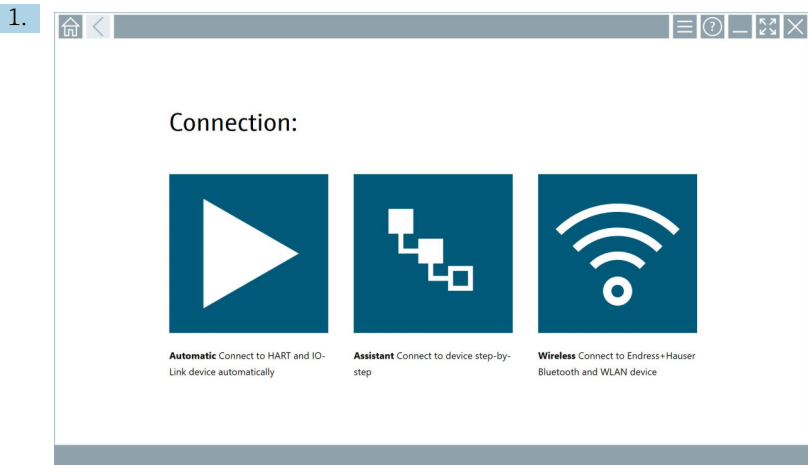 1.
Connection:
Automatic Connect to HART and IO-
Link device automatically
Assistant Connect to device step-by-
step
Wireless Connect to Endress+Hauser
Bluetooth and WLAN device